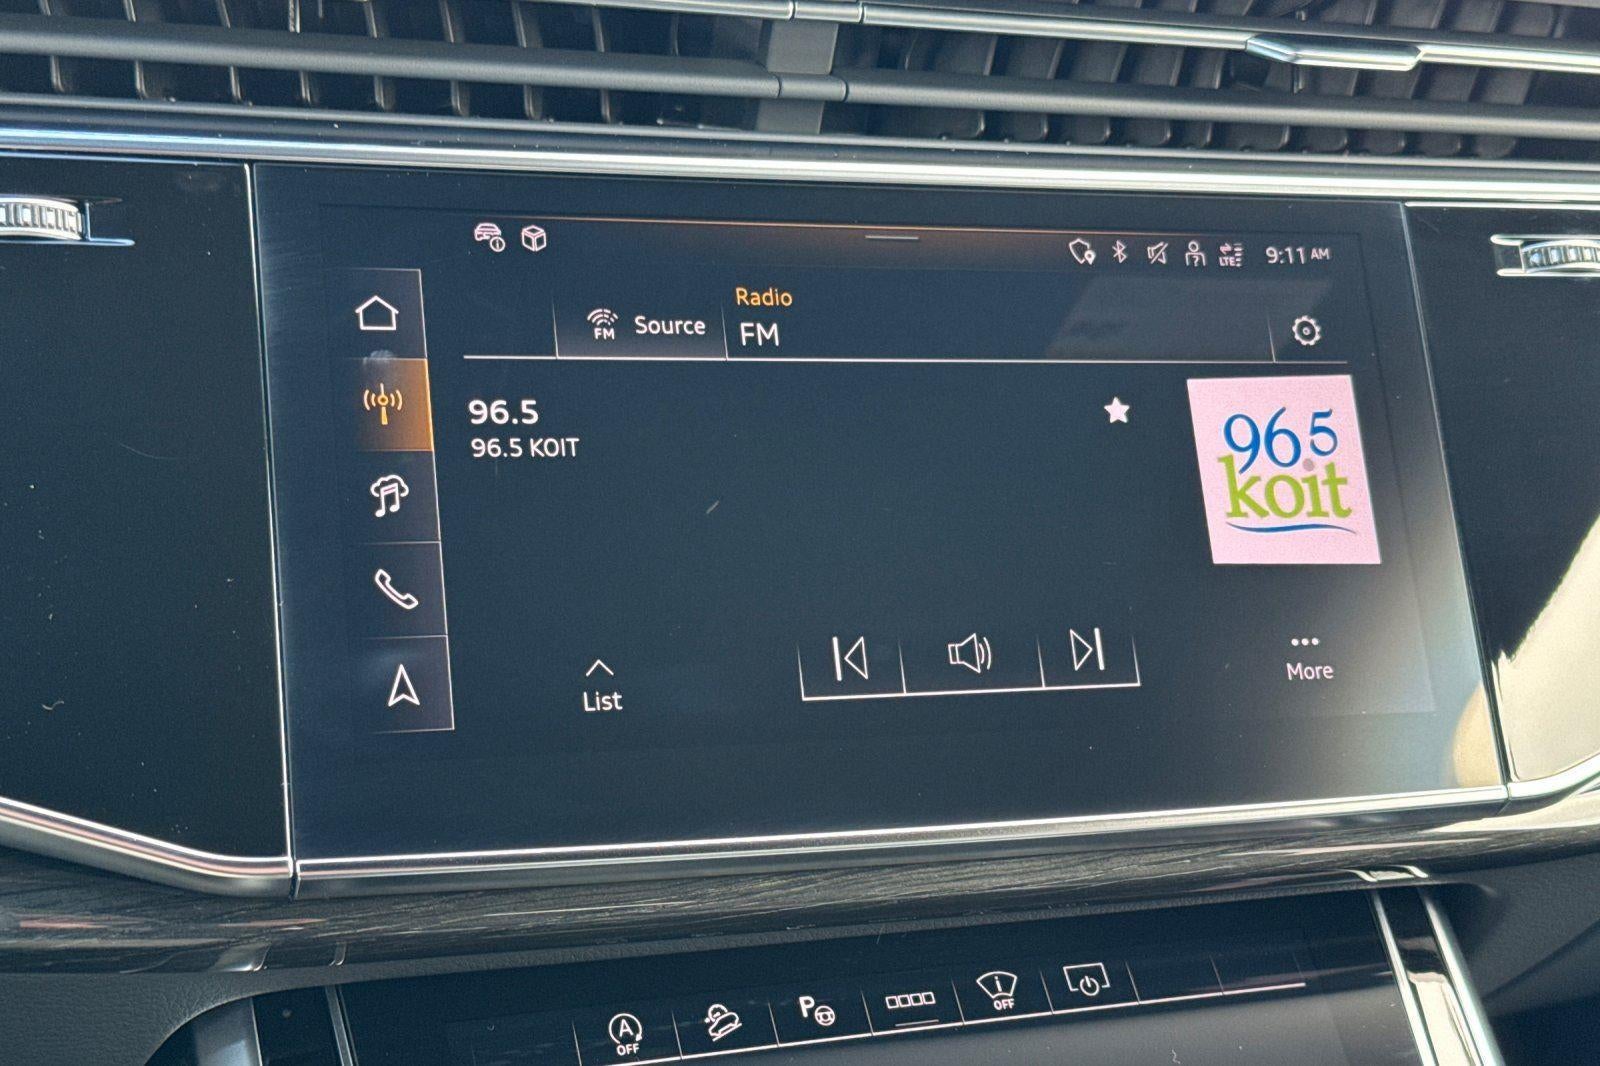 LTE
9:11 AM
Radio
FM
Source
FM
96.5
96.5 KOIT
96.5
koit
List
•••
More
A
OFF
P
i
OFF